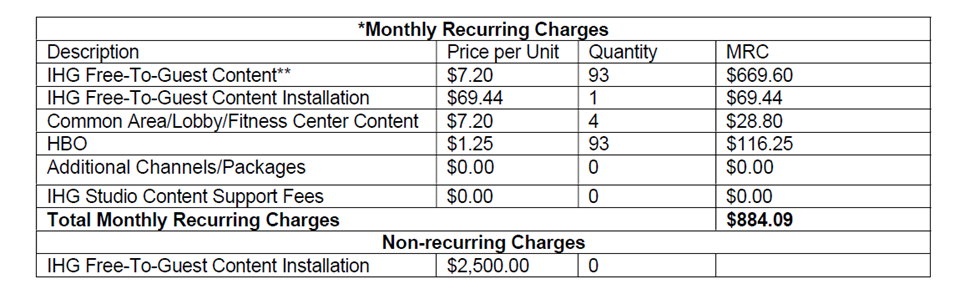 *Monthly Recurring Charges
Description Price per Unit Quantity MRC
IHG Free-To-Guest Content** $7.20 93 $669.60
IHG Free-To-Guest Content Installation $69.44 1 $69.44
Common Area/Lobby/Fitness Center Content $7.20 4 $28.80
HBO $1.25 93 $116.25
Additional Channels/Packages $0.00 0 $0.00
IHG Studio Content Support Fees $0.00 0 $0.00
Total Monthly Recurring Charges $884.09
Non-recurring Charges
IHG Free-To-Guest Content Installation $2,500.00 0